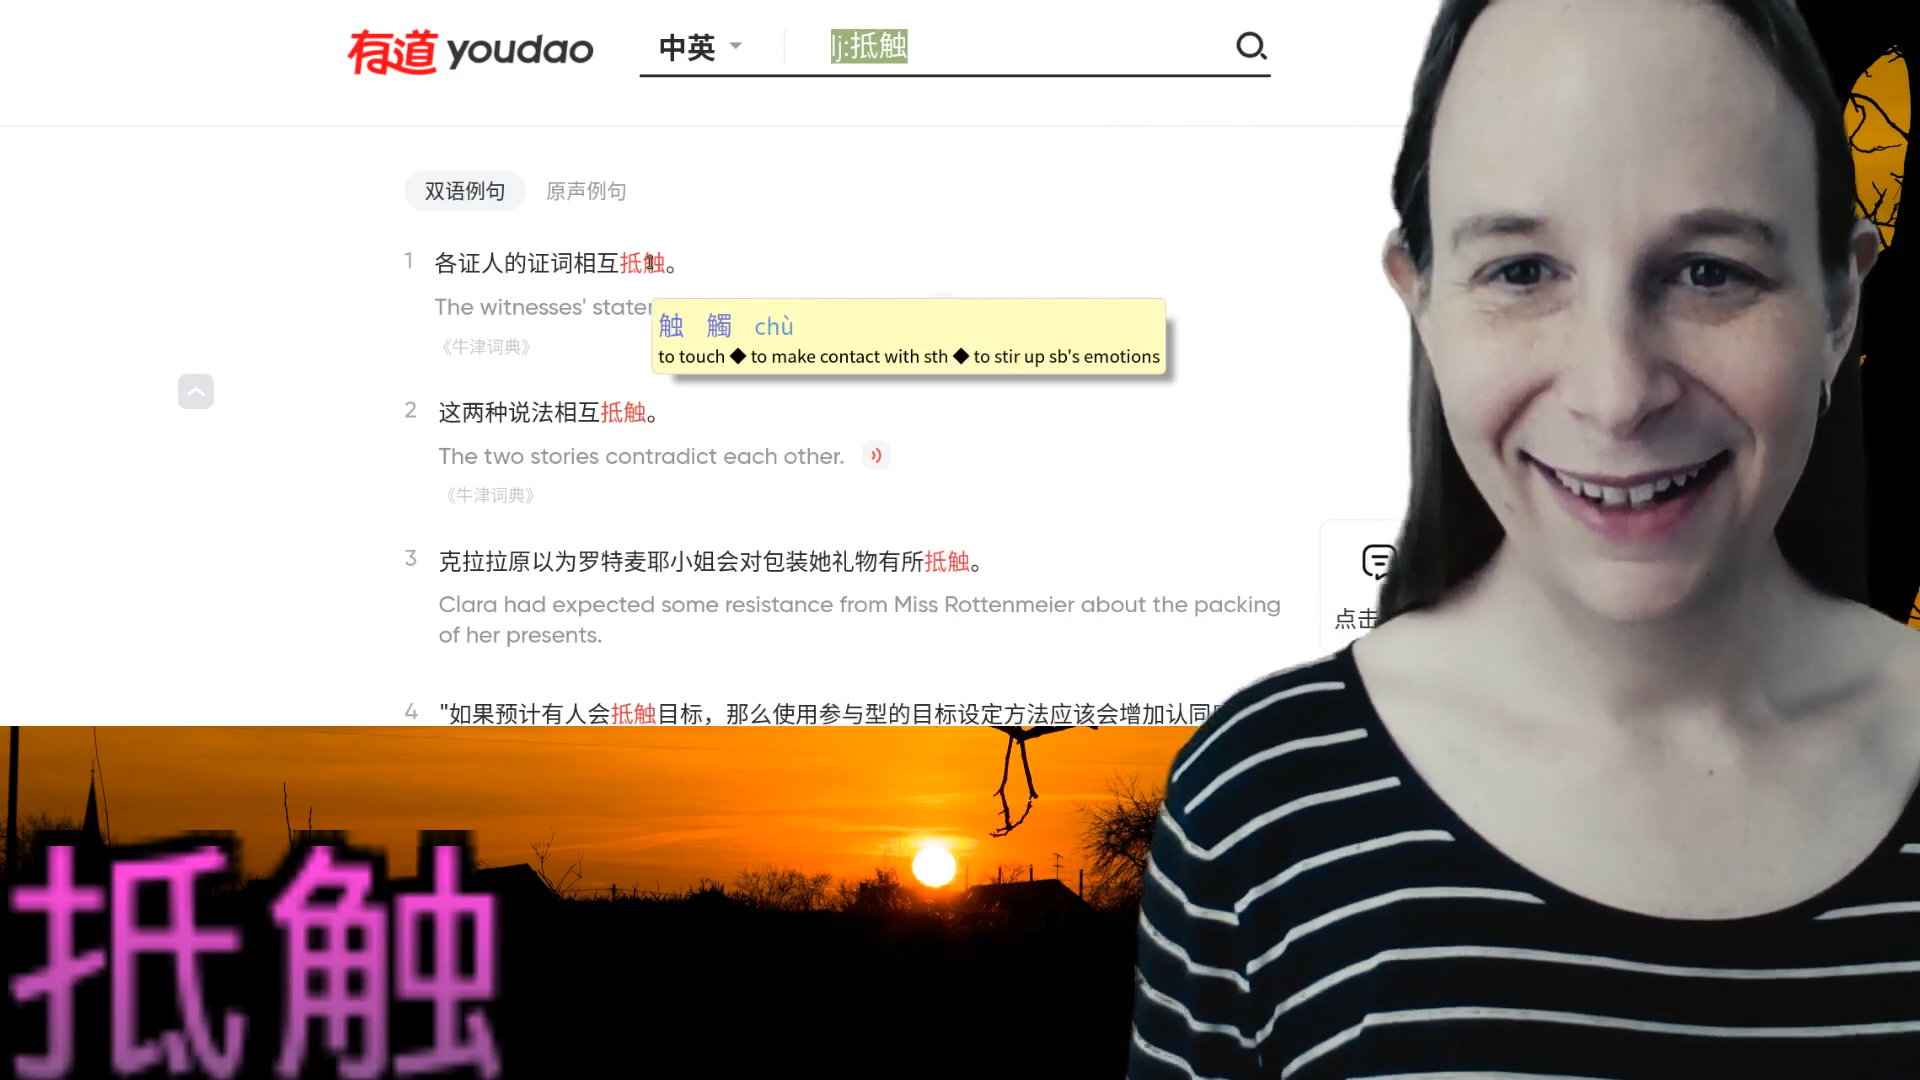 有道 youdao
中英
lj:抵触
双语例句 原声例句
1 各证人的证词相互抵触。
The witnesses' stater
触 觸 chù
to touch ◆ to make contact with sth ◆ to stir up sb's emotions
《牛津词典》
2 这两种说法相互抵触。
The two stories contradict each other.
《牛津词典》
3 克拉拉原以为罗特麦耶小姐会对包装她礼物有所抵触。
Clara had expected some resistance from Miss Rottenmeier about the packing
of her presents.
点击
4 "如果预计有人会抵触目标，那么使用参与型的目标设定方法应该会增加认同
抵触